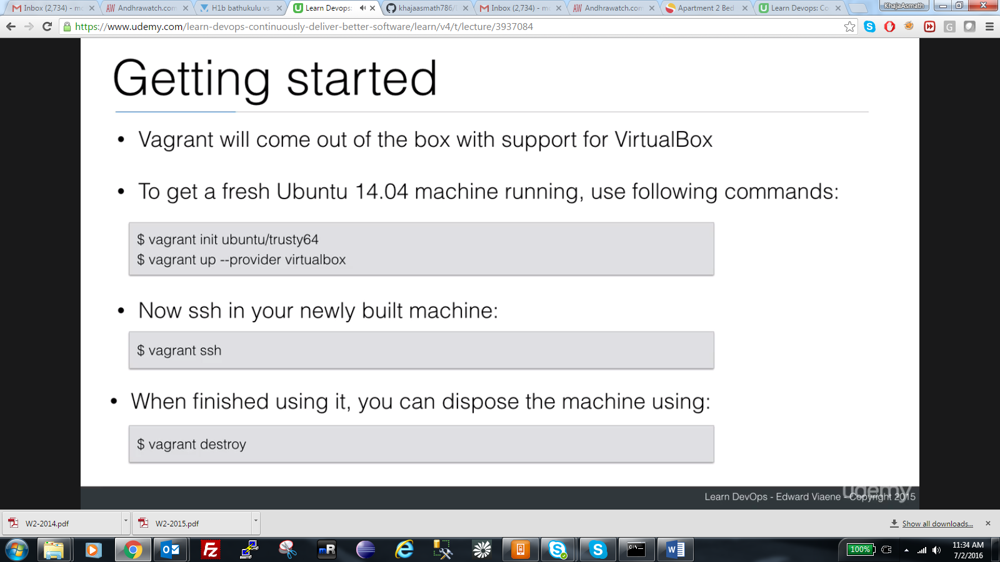 Inbox (2,734) - mo
Andhrawatch.com
H1b bathukulu vs
Learn Devops:
khajaasmath786/
Inbox (2,734) - mo
Andhrawatch.com
Apartment 2 Bed
Learn Devops: Co
KhajaAsmath
https://www.udemy.com/learn-devops-continuously-deliver-better-software/learn/v4/t/lecture/3937084
Getting started
• Vagrant will come out of the box with support for VirtualBox
• To get a fresh Ubuntu 14.04 machine running, use following commands:
$ vagrant init ubuntu/trusty64
$ vagrant up --provider virtualbox
• Now ssh in your newly built machine:
$ vagrant ssh
• When finished using it, you can dispose the machine using:
$ vagrant destroy
udemy
Learn DevOps - Edward Viaene - Copyright 2015
W2-2014.pdf
W2-2015.pdf
Show all downloads...
100%
11:34 AM
7/2/2016